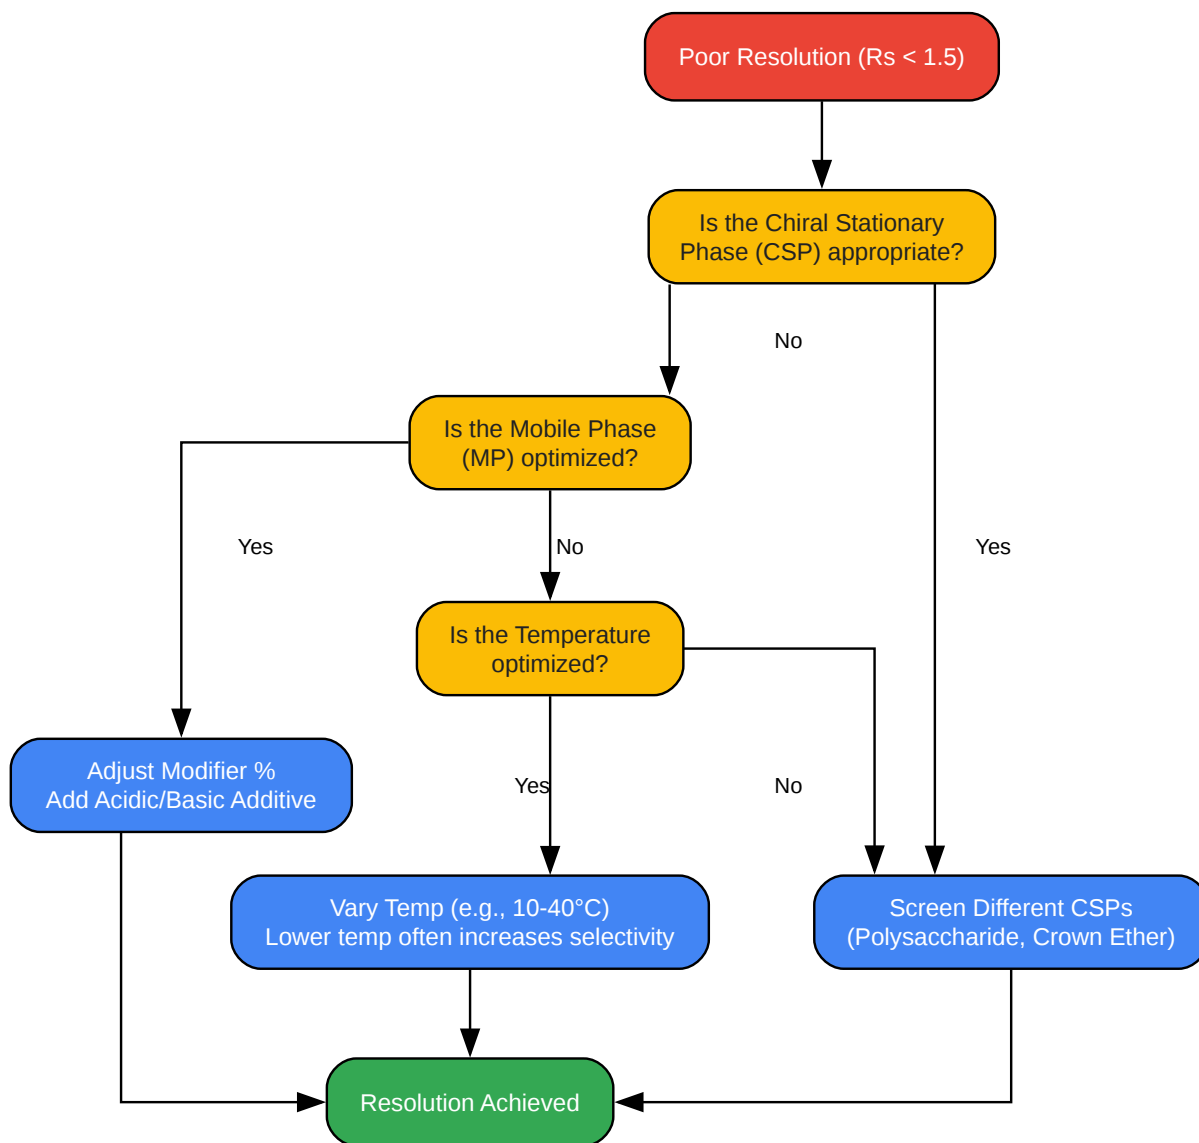 Poor Resolution (Rs < 1.5)
Is the Chiral Stationary
Phase (CSP) appropriate?
No
Is the Mobile Phase
(MP) optimized?
Yes
No
Yes
Is the Temperature
optimized?
Adjust Modifier %
Add Acidic/Basic Additive
Yes
No
Vary Temp (e.g., 10-40°C)
Lower temp often increases selectivity
Screen Different CSPs
(Polysaccharide, Crown Ether)
Resolution Achieved